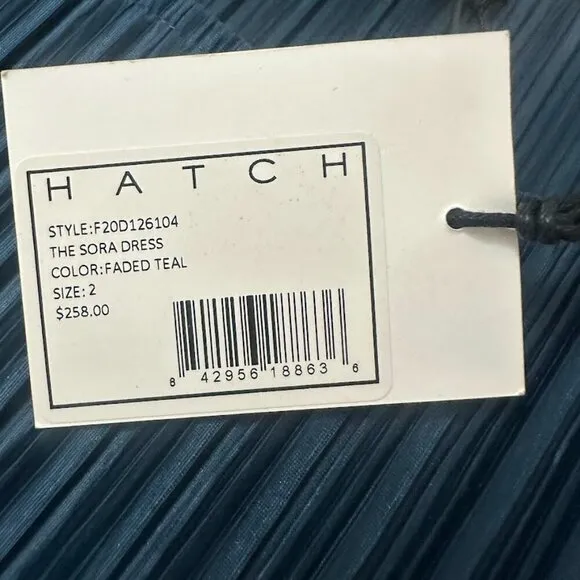 HATCH
STYLE:F20D126104
THE SORA DRESS
COLOR:FADED TEAL
SIZE: 2
$258.00
8 42956 18863 6